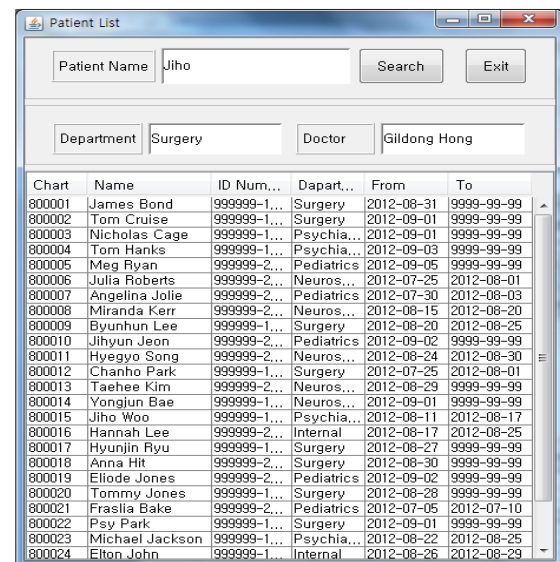 Patient List
Patient Name Jiho Search Exit
Department Surgery Doctor Gildong Hong
Chart Name ID Num,,, Dapart,,, From To
800001 James Bond 999999-1,,, Surgery 2012-08-31 9999-99-99
800002 Tom Cruise 999999-1,,, Surgery 2012-09-01 9999-99-99
800003 Nicholas Cage 999999-1,,, Psychia,,, 2012-09-01 9999-99-99
800004 Tom Hanks 999999-1,,, Psychia,,, 2012-09-03 9999-99-99
800005 Meg Ryan 999999-2,,, Pediatrics 2012-09-05 9999-99-99
800006 Julia Roberts 999999-2,,, Neuros,,, 2012-07-25 2012-08-01
800007 Angelina Jolie 999999-2,,, Pediatrics 2012-07-30 2012-08-03
800008 Miranda Kerr 999999-2,,, Neuros,,, 2012-08-15 2012-08-20
800009 Byunhun Lee 999999-1,,, Surgery 2012-08-20 2012-08-25
800010 Jihyun Jeon 999999-2,,, Pediatrics 2012-09-02 9999-99-99
800011 Hyegyo Song 999999-2,,, Neuros,,, 2012-08-24 2012-08-30
800012 Chanho Park 999999-1,,, Surgery 2012-07-25 2012-08-01
800013 Taehee Kim 999999-2,,, Neuros,,, 2012-08-29 9999-99-99
800014 Yongjun Bae 999999-1,,, Neuros,,, 2012-09-01 9999-99-99
800015 Jiho Woo 999999-1,,, Psychia,,, 2012-08-11 2012-08-17
800016 Hannah Lee 999999-2,,, Internal 2012-08-17 2012-08-25
800017 Hyunjin Ryu 999999-1,,, Surgery 2012-08-27 9999-99-99
800018 Anna Hit 999999-2,,, Surgery 2012-08-30 9999-99-99
800019 Eliode Jones 999999-2,,, Pediatrics 2012-09-02 9999-99-99
800020 Tommy Jones 999999-1,,, Surgery 2012-08-28 9999-99-99
800021 Fraslia Bake 999999-2,,, Pediatrics 2012-07-05 2012-07-10
800022 Psy Park 999999-1,,, Surgery 2012-09-01 9999-99-99
800023 Michael Jackson 999999-1,,, Psychia,,, 2012-08-22 2012-08-25
800024 Elton John 999999-1,,, Internal 2012-08-26 2012-08-29